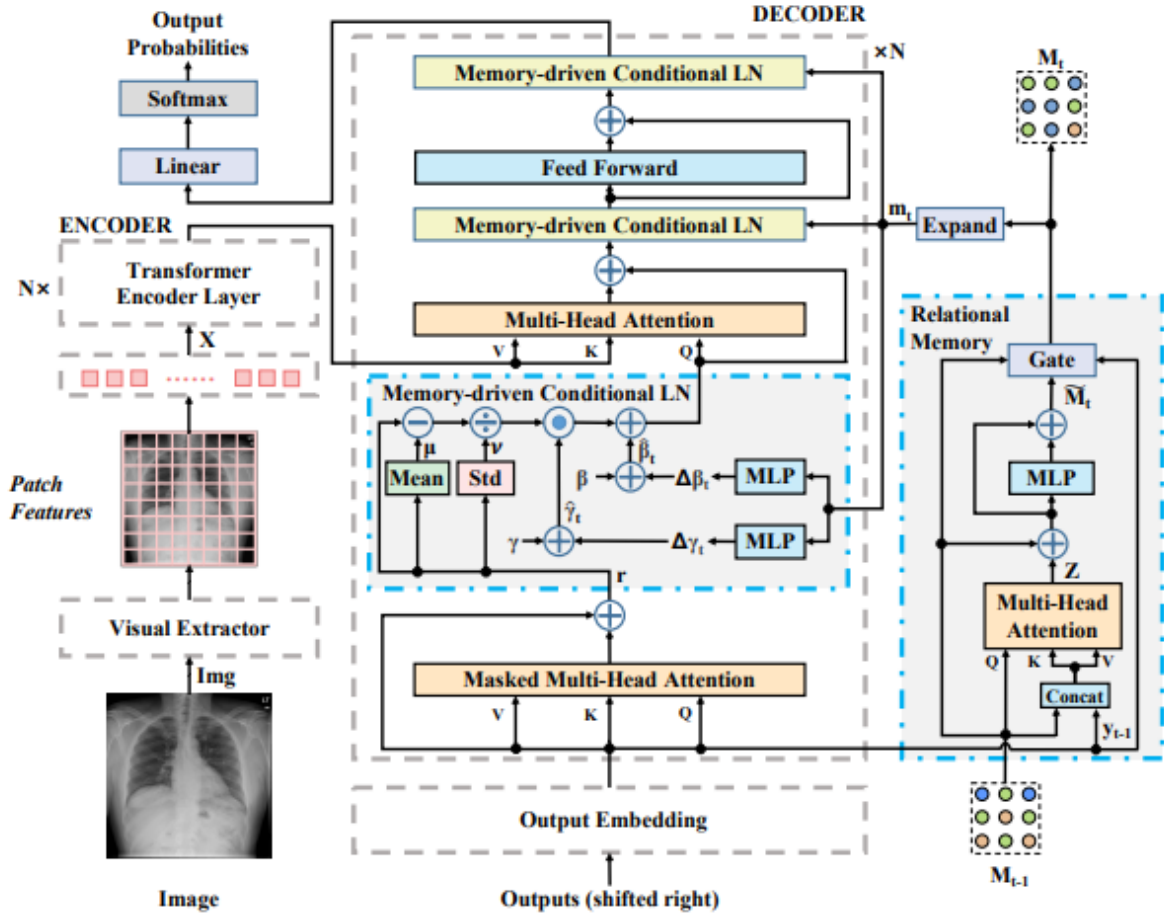 DECODER
Output
Probabilities
Softmax
Linear
ENCODER
N×
Transformer
Encoder Layer
X
Patch
Features
Visual Extractor
Img
Image
×N
Memory-driven Conditional LN
Feed Forward
Memory-driven Conditional LN
Multi-Head Attention
V K Q
Memory-driven Conditional LN
μ ν β̂ₜ
Mean Std β Δβₜ MLP
γ̂ₜ
γ Δγₜ MLP
r
Masked Multi-Head Attention
V K Q
Output Embedding
Outputs (shifted right)
Mₜ
mₜ Expand
Relational
Memory
Gate
M̃ₜ
MLP
Z
Multi-Head
Attention
Q K V
Concat
yₜ₋₁
Mₜ₋₁